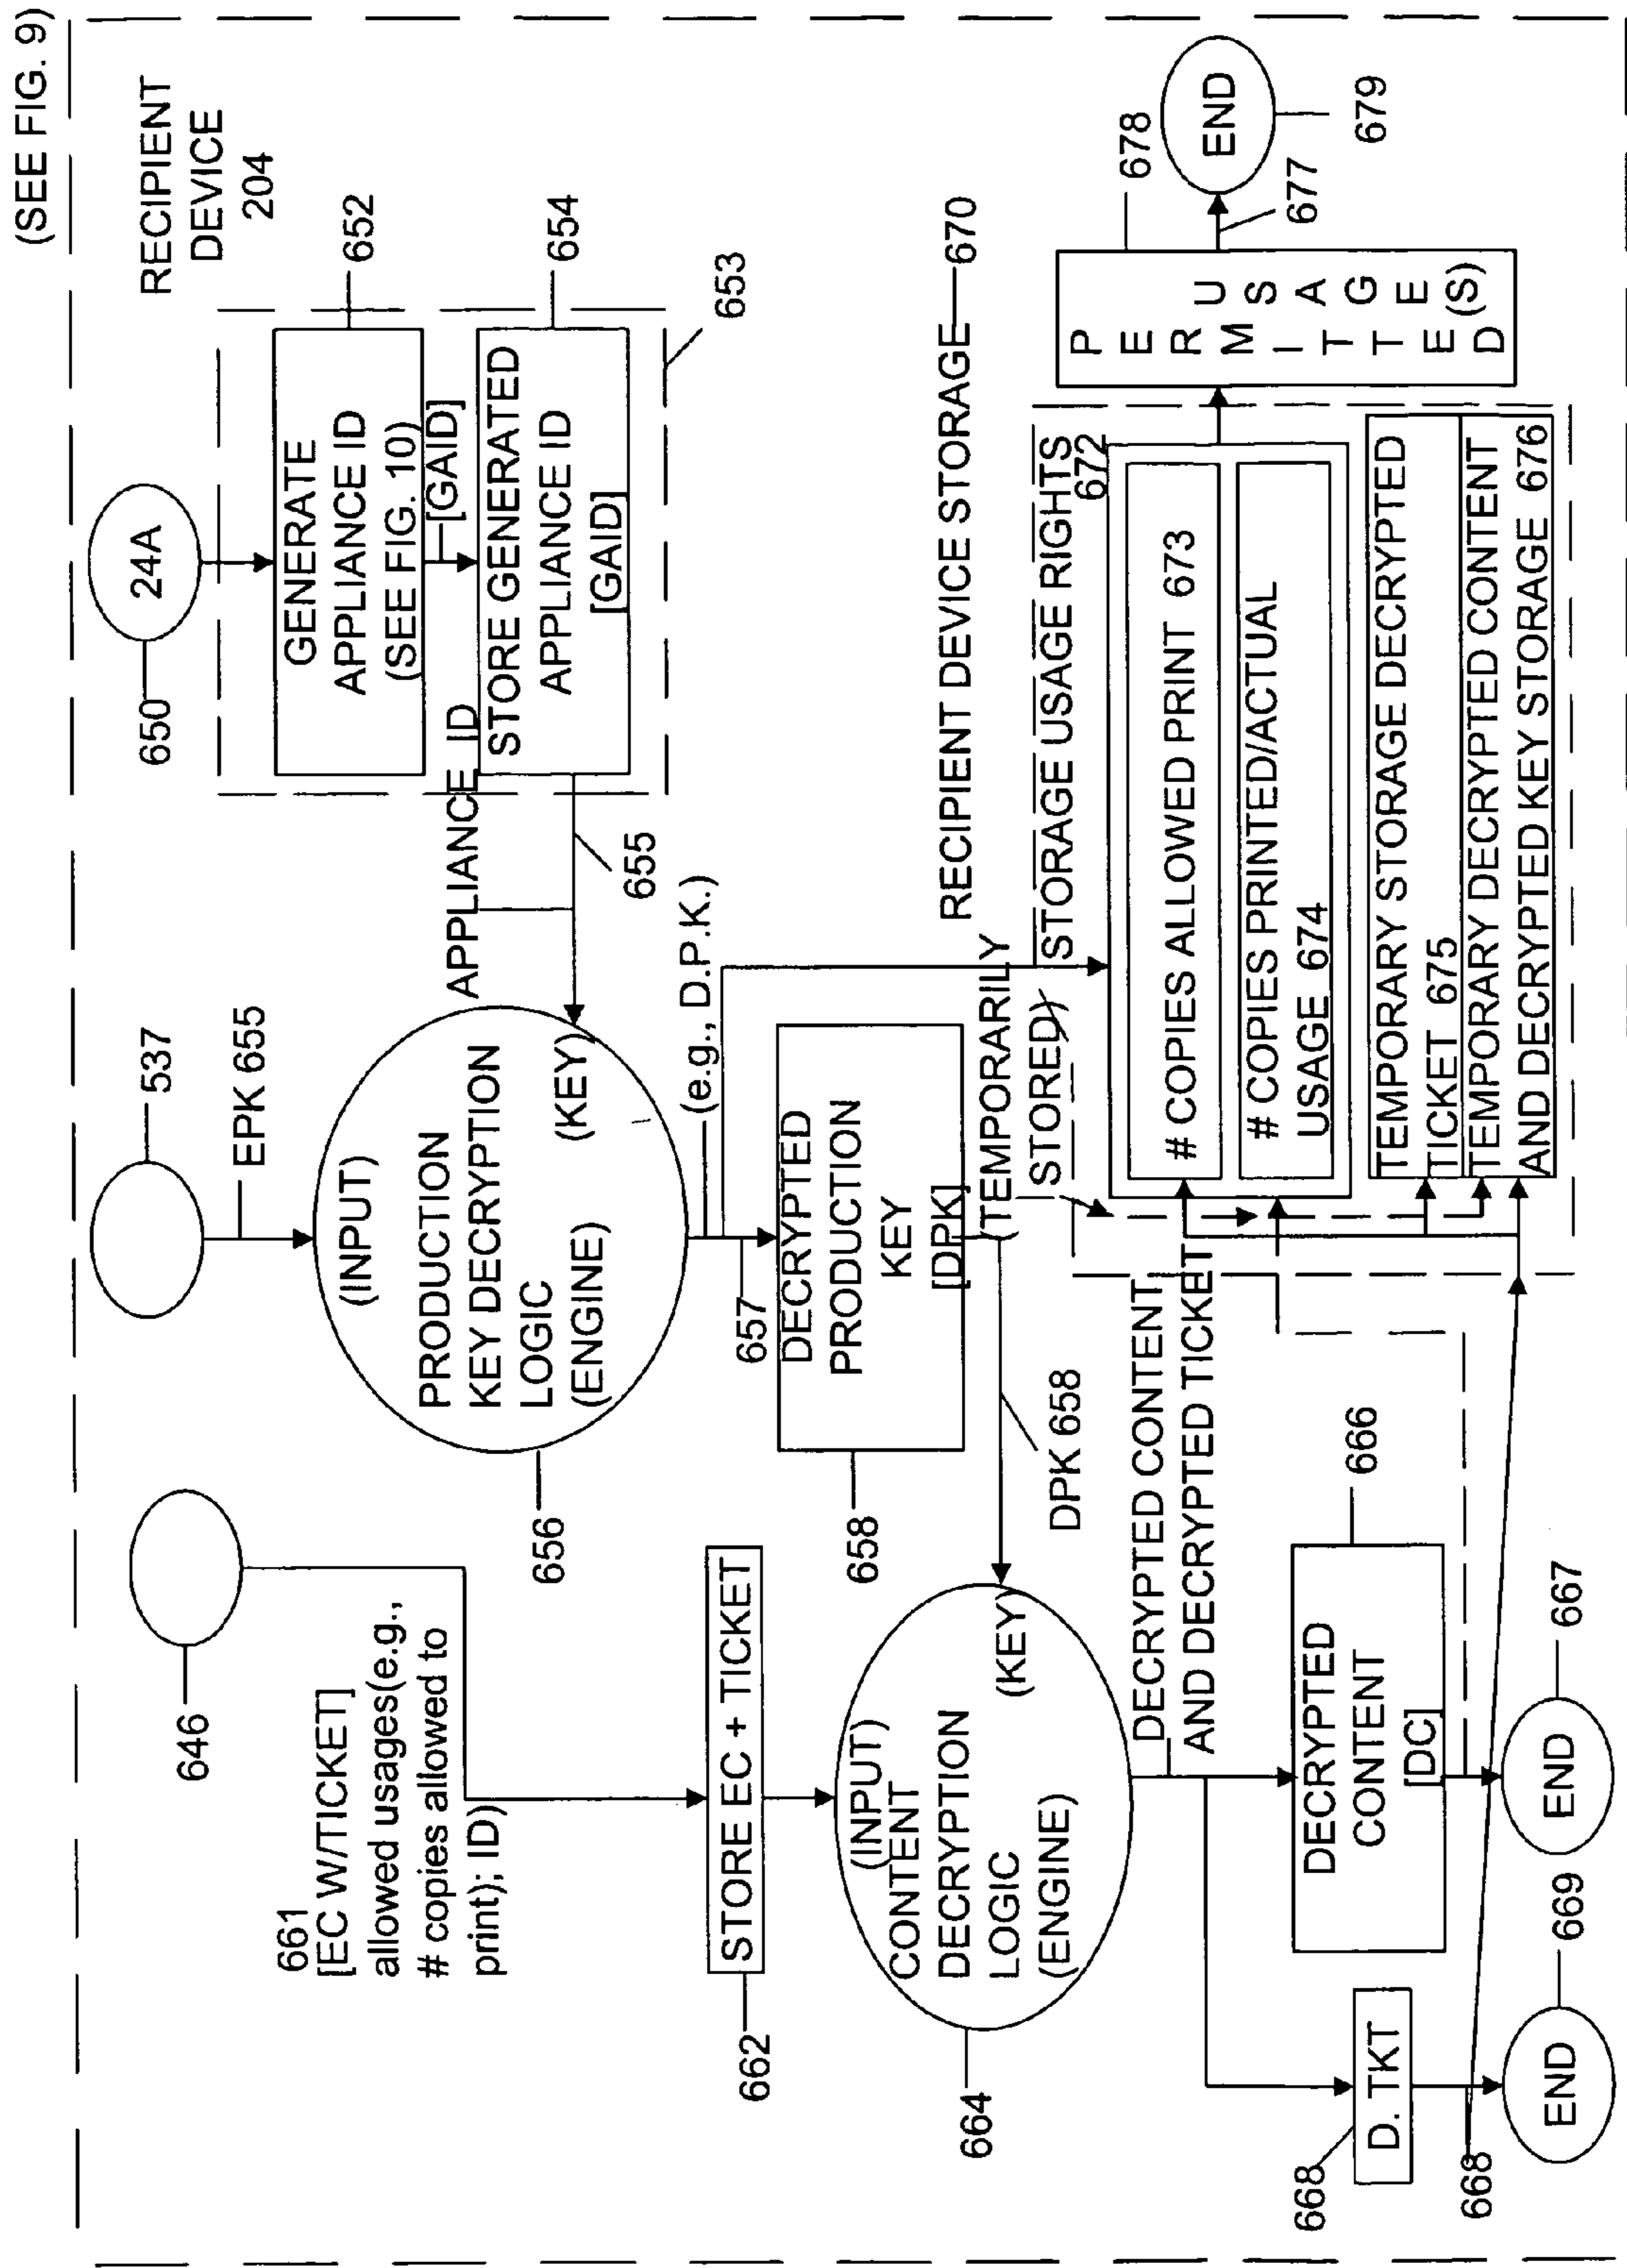 (SEE FIG. 9)
RECIPIENT
DEVICE
204
646
537
650
24A
661
[EC W/TICKET]
allowed usages(e.g.,
# copies allowed to
print); ID)
EPK 655
GENERATE
APPLIANCE ID
(SEE FIG. 10)
652
[GAID]
STORE GENERATED
APPLIANCE ID
[GAID]
654
653
APPLIANCE ID
655
(INPUT)
PRODUCTION
KEY DECRYPTION
LOGIC
(ENGINE)
(KEY)
656
(e.g., D.P.K.)
657
662
STORE EC + TICKET
658
DECRYPTED
PRODUCTION
KEY
[DPK]
(TEMPORARILY
STORED)
DPK 658
(INPUT)
CONTENT
DECRYPTION
LOGIC
(ENGINE)
(KEY)
664
RECIPIENT DEVICE STORAGE 670
STORAGE USAGE RIGHTS
672
# COPIES ALLOWED PRINT 673
# COPIES PRINTED/ACTUAL
USAGE 674
TEMPORARY STORAGE DECRYPTED
TICKET 675
TEMPORARY DECRYPTED CONTENT
AND DECRYPTED KEY STORAGE 676
PERMITTED
USAGE(S)
678
677
END
679
DECRYPTED CONTENT
AND DECRYPTED TICKET
DECRYPTED
CONTENT
[DC]
666
668
D. TKT
668
END
669
END
667